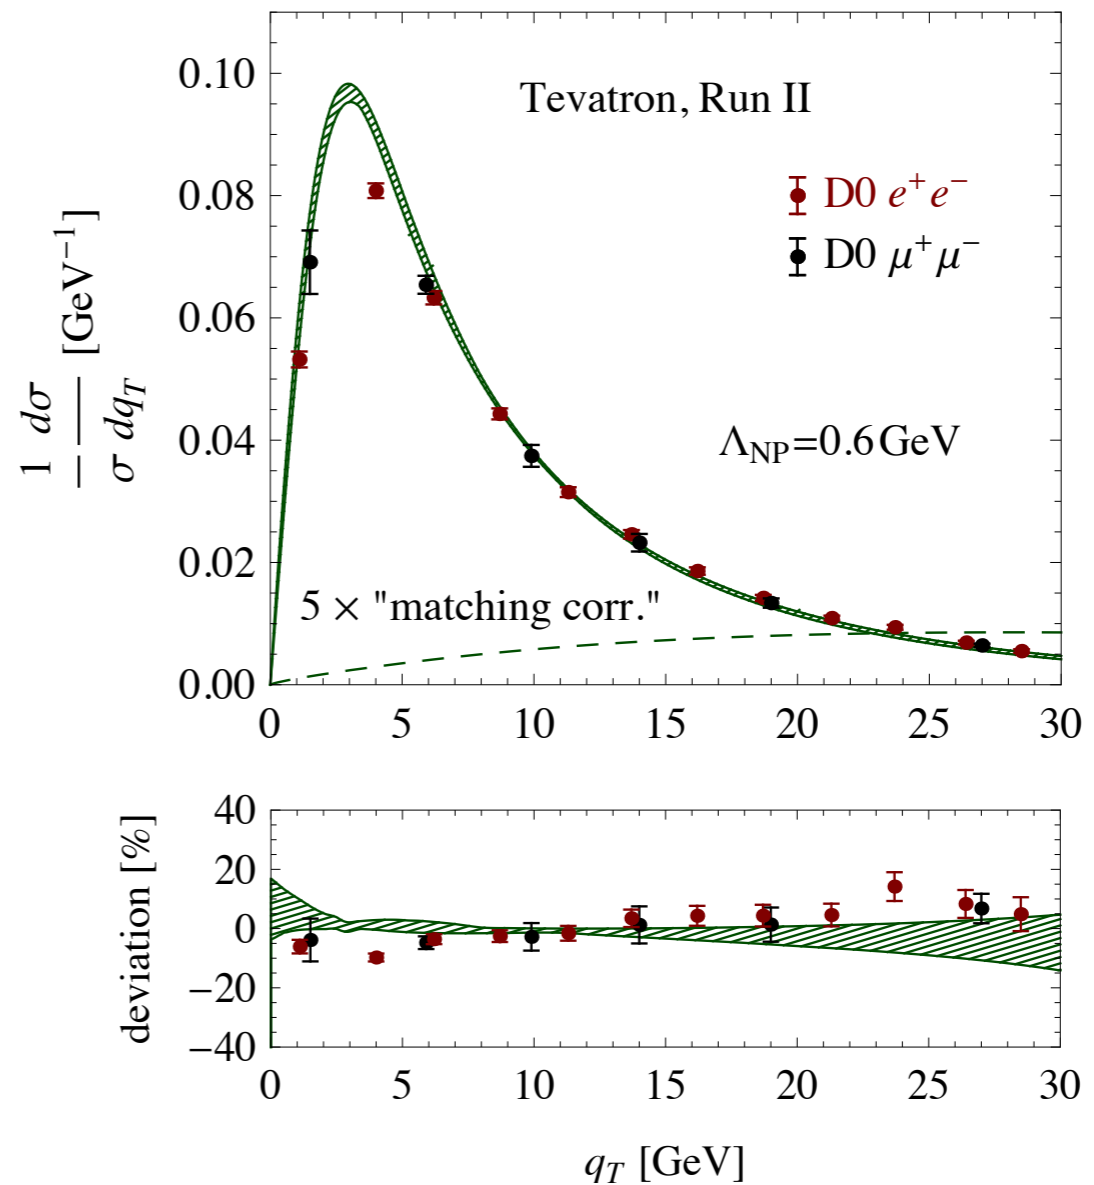 0.10
0.08
0.06
0.04
0.02
0.00
1 dσ
σ dq_T
[GeV⁻¹]
Tevatron, Run II
D0 e⁺e⁻
D0 μ⁺μ⁻
Λ_NP=0.6 GeV
5 × "matching corr."
0 5 10 15 20 25 30
40
20
0
−20
−40
deviation [%]
0 5 10 15 20 25 30
q_T [GeV]